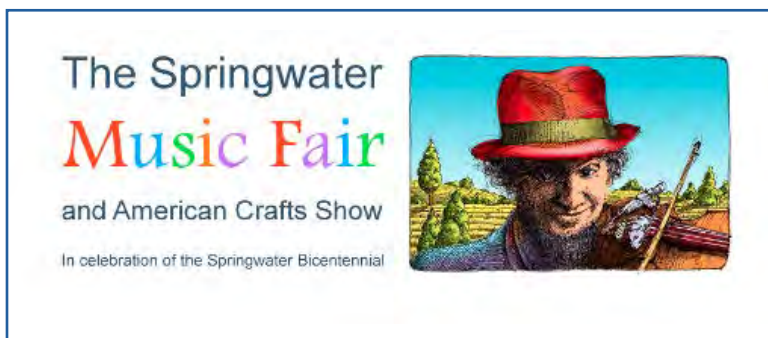 The Springwater
Music Fair
and American Crafts Show
In celebration of the Springwater Bicentennial